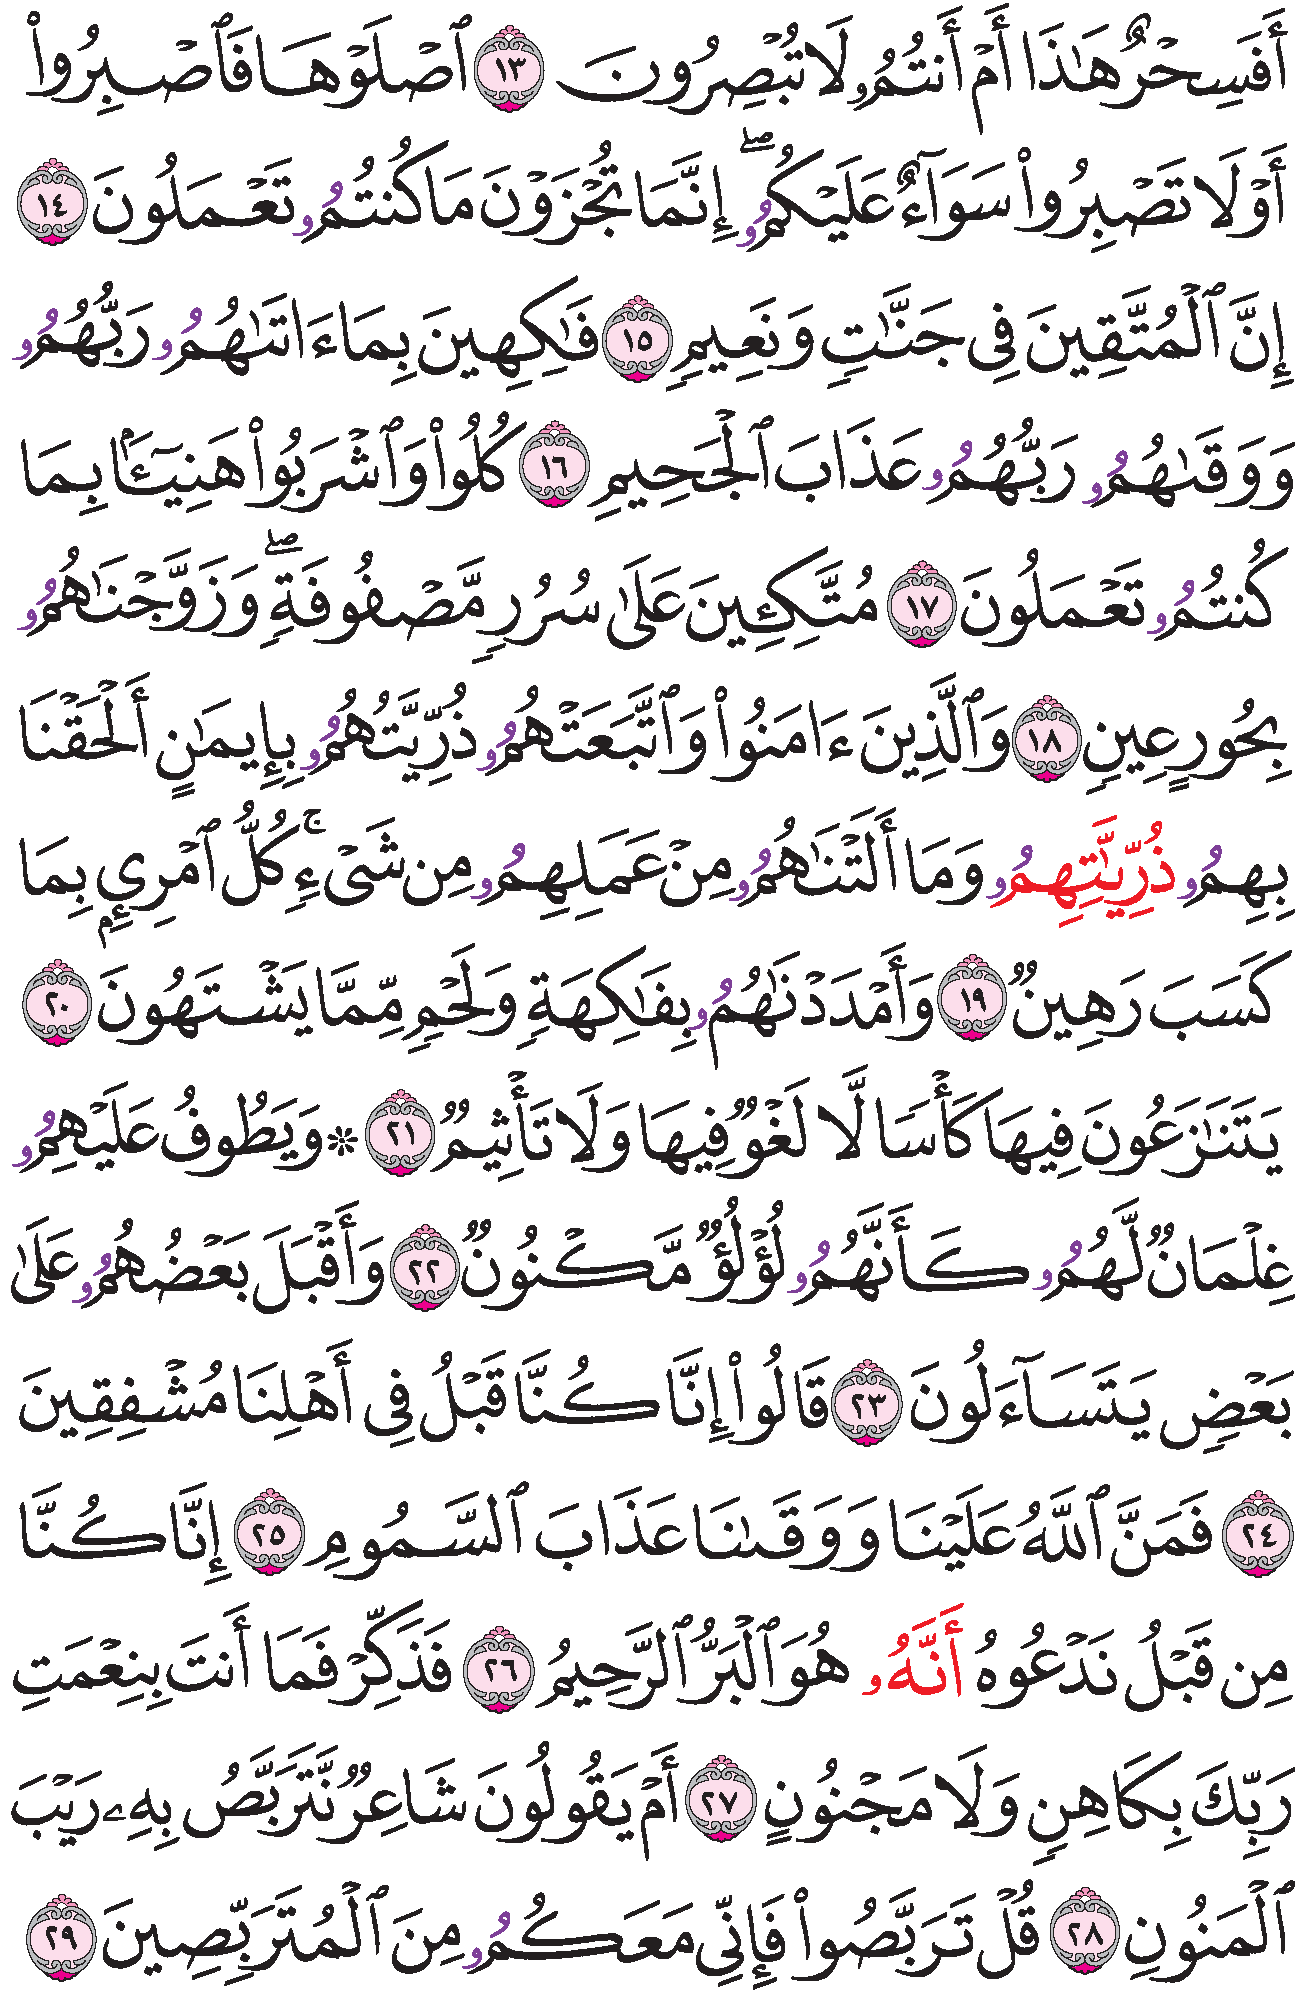 أَفَسِحْرٌ هَٰذَا أَمْ أَنتُمُۥ لَا تُبْصِرُونَ ١٣ ٱصْلَوْهَا فَٱصْبِرُوا۟
أَوْ لَا تَصْبِرُوا۟ سَوَآءٌ عَلَيْكُمُۥ ۖ إِنَّمَا تُجْزَوْنَ مَا كُنتُمُۥ تَعْمَلُونَ ١٤
إِنَّ ٱلْمُتَّقِينَ فِى جَنَّٰتٍ وَنَعِيمٍ ١٥ فَٰكِهِينَ بِمَا ءَاتَىٰهُمُۥ رَبُّهُمُۥ
وَوَقَىٰهُمُۥ رَبُّهُمُۥ عَذَابَ ٱلْجَحِيمِ ١٦ كُلُوا۟ وَٱشْرَبُوا۟ هَنِيٓـَٔۢا بِمَا
كُنتُمُۥ تَعْمَلُونَ ١٧ مُتَّكِـِٔينَ عَلَىٰ سُرُرٍ مَّصْفُوفَةٍ ۖ وَزَوَّجْنَٰهُمُۥ
بِحُورٍ عِينٍ ١٨ وَٱلَّذِينَ ءَامَنُوا۟ وَٱتَّبَعَتْهُمُۥ ذُرِّيَّتُهُمُۥ بِإِيمَٰنٍ أَلْحَقْنَا
بِهِمُۥ ذُرِّيَّٰتِهِمُۥ وَمَا أَلَتْنَٰهُمُۥ مِنْ عَمَلِهِمُۥ مِن شَىْءٍ ۚ كُلُّ ٱمْرِئٍۭ بِمَا
كَسَبَ رَهِينٌ ١٩ وَأَمْدَدْنَٰهُمُۥ بِفَٰكِهَةٍ وَلَحْمٍ مِّمَّا يَشْتَهُونَ ٢٠
يَتَنَٰزَعُونَ فِيهَا كَأْسًا لَّا لَغْوٌ فِيهَا وَلَا تَأْثِيمٌ ٢١ ۞ وَيَطُوفُ عَلَيْهِمُۥ
غِلْمَانٌ لَّهُمُۥ كَأَنَّهُمُۥ لُؤْلُؤٌ مَّكْنُونٌ ٢٢ وَأَقْبَلَ بَعْضُهُمُۥ عَلَىٰ
بَعْضٍ يَتَسَآءَلُونَ ٢٣ قَالُوا۟ إِنَّا كُنَّا قَبْلُ فِى أَهْلِنَا مُشْفِقِينَ
٢٤ فَمَنَّ ٱللَّهُ عَلَيْنَا وَوَقَىٰنَا عَذَابَ ٱلسَّمُومِ ٢٥ إِنَّا كُنَّا
مِن قَبْلُ نَدْعُوهُ أَنَّهُۥ هُوَ ٱلْبَرُّ ٱلرَّحِيمُ ٢٦ فَذَكِّرْ فَمَا أَنتَ بِنِعْمَتِ
رَبِّكَ بِكَاهِنٍ وَلَا مَجْنُونٍ ٢٧ أَمْ يَقُولُونَ شَاعِرٌ نَّتَرَبَّصُ بِهِۦ رَيْبَ
ٱلْمَنُونِ ٢٨ قُلْ تَرَبَّصُوا۟ فَإِنِّى مَعَكُمُۥ مِنَ ٱلْمُتَرَبِّصِينَ ٢٩